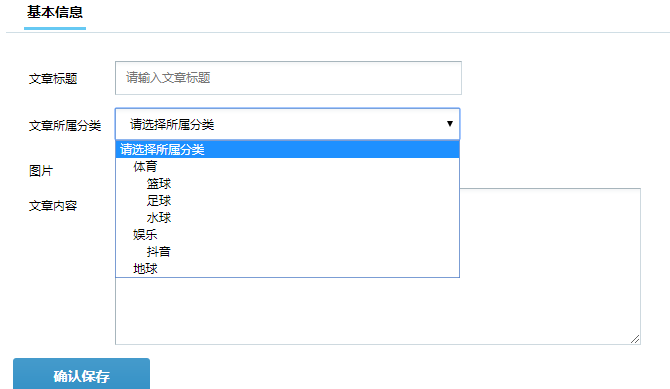 基本信息
文章标题
请输入文章标题
文章所属分类
请选择所属分类
请选择所属分类
体育
篮球
足球
水球
娱乐
抖音
地球
图片
文章内容
确认保存